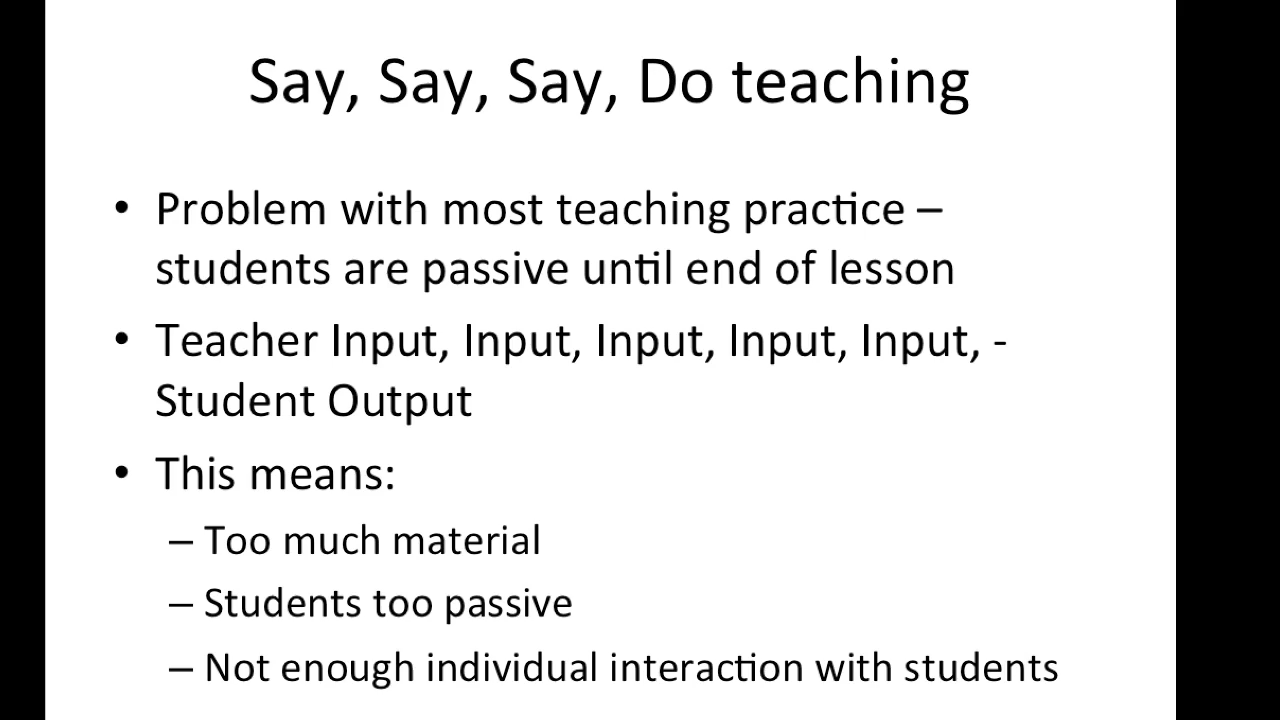 Say, Say, Say, Do teaching
• Problem with most teaching practice –
students are passive until end of lesson
• Teacher Input, Input, Input, Input, Input, -
Student Output
• This means:
– Too much material
– Students too passive
– Not enough individual interaction with students